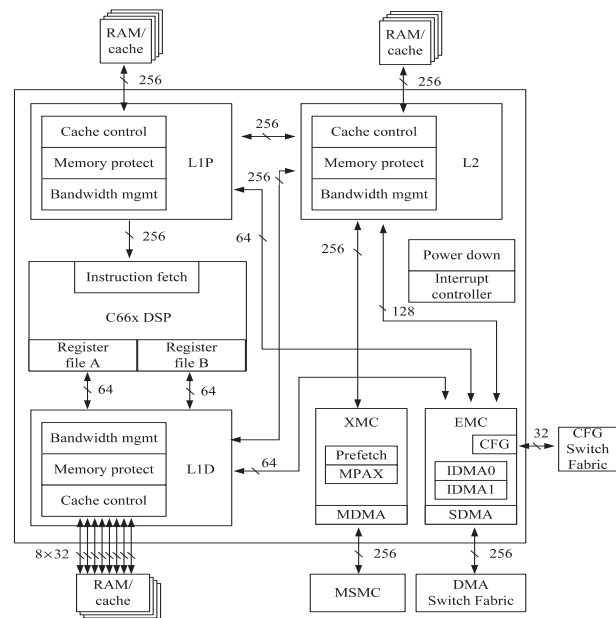 RAM/
cache
RAM/
cache
256
256
Cache control
Memory protect
Bandwidth mgmt
L1P
256
Cache control
Memory protect
Bandwidth mgmt
L2
256
256
64
256
Power down
Interrupt
controller
Instruction fetch
C66x DSP
Register
file A
Register
file B
128
64
64
Bandwidth mgmt
Memory protect
Cache control
L1D
64
XMC
Prefetch
MPAX
MDMA
EMC
CFG
IDMA0
IDMA1
SDMA
32
CFG
Switch
Fabric
8×32
256
256
RAM/
cache
MSMC
DMA
Switch Fabric